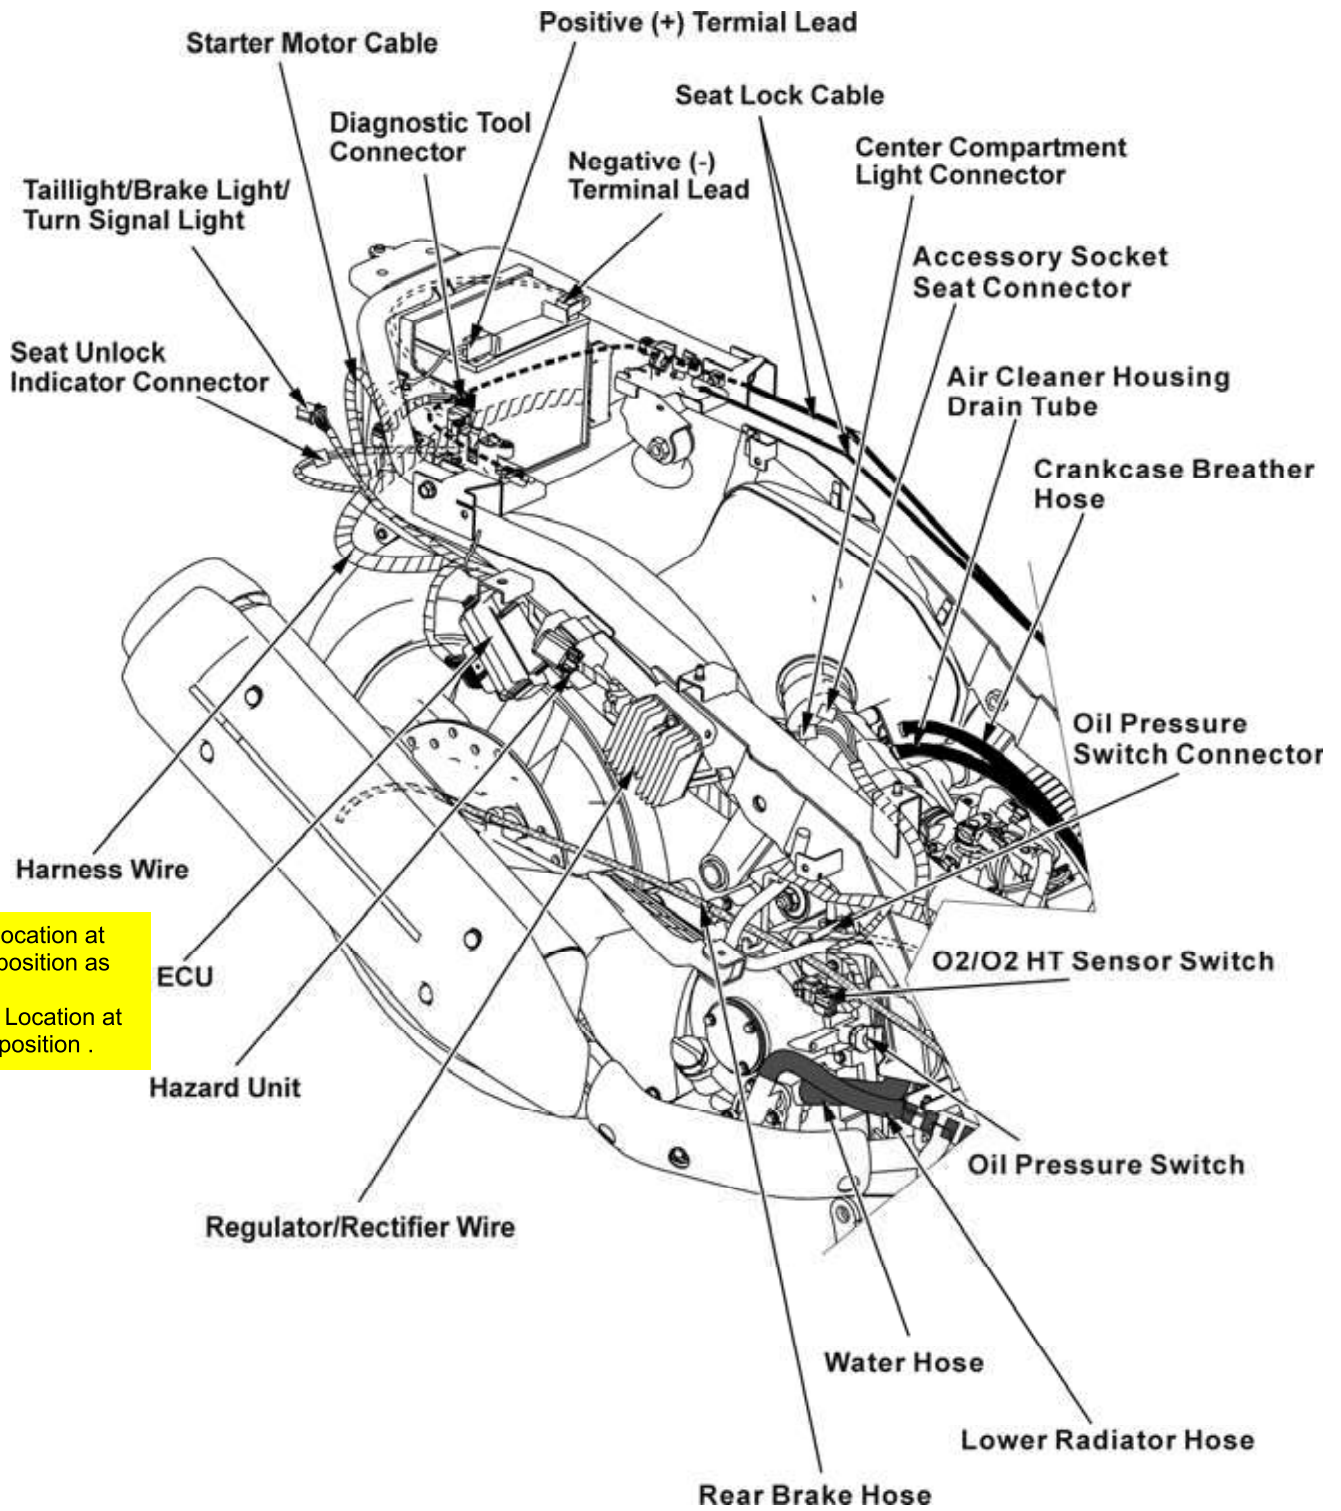 Positive (+) Termial Lead
Starter Motor Cable
Seat Lock Cable
Diagnostic Tool
Connector
Center Compartment
Light Connector
Negative (-)
Terminal Lead
Taillight/Brake Light/
Turn Signal Light
Accessory Socket
Seat Connector
Seat Unlock
Indicator Connector
Air Cleaner Housing
Drain Tube
Crankcase Breather
Hose
Oil Pressure
Switch Connector
Harness Wire
ocation at
position as
Location at
position .
ECU
O2/O2 HT Sensor Switch
Hazard Unit
Oil Pressure Switch
Regulator/Rectifier Wire
Water Hose
Lower Radiator Hose
Rear Brake Hose